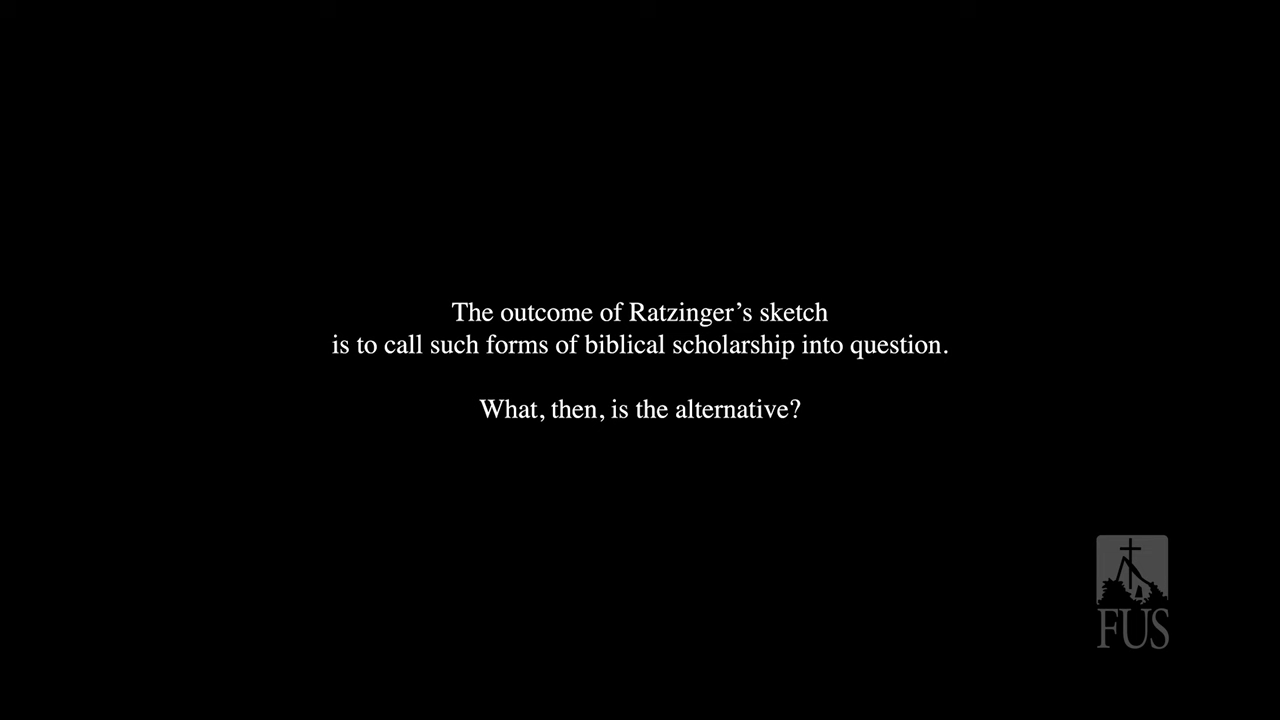 The outcome of Ratzinger’s sketch
is to call such forms of biblical scholarship into question.
What, then, is the alternative?
FUS